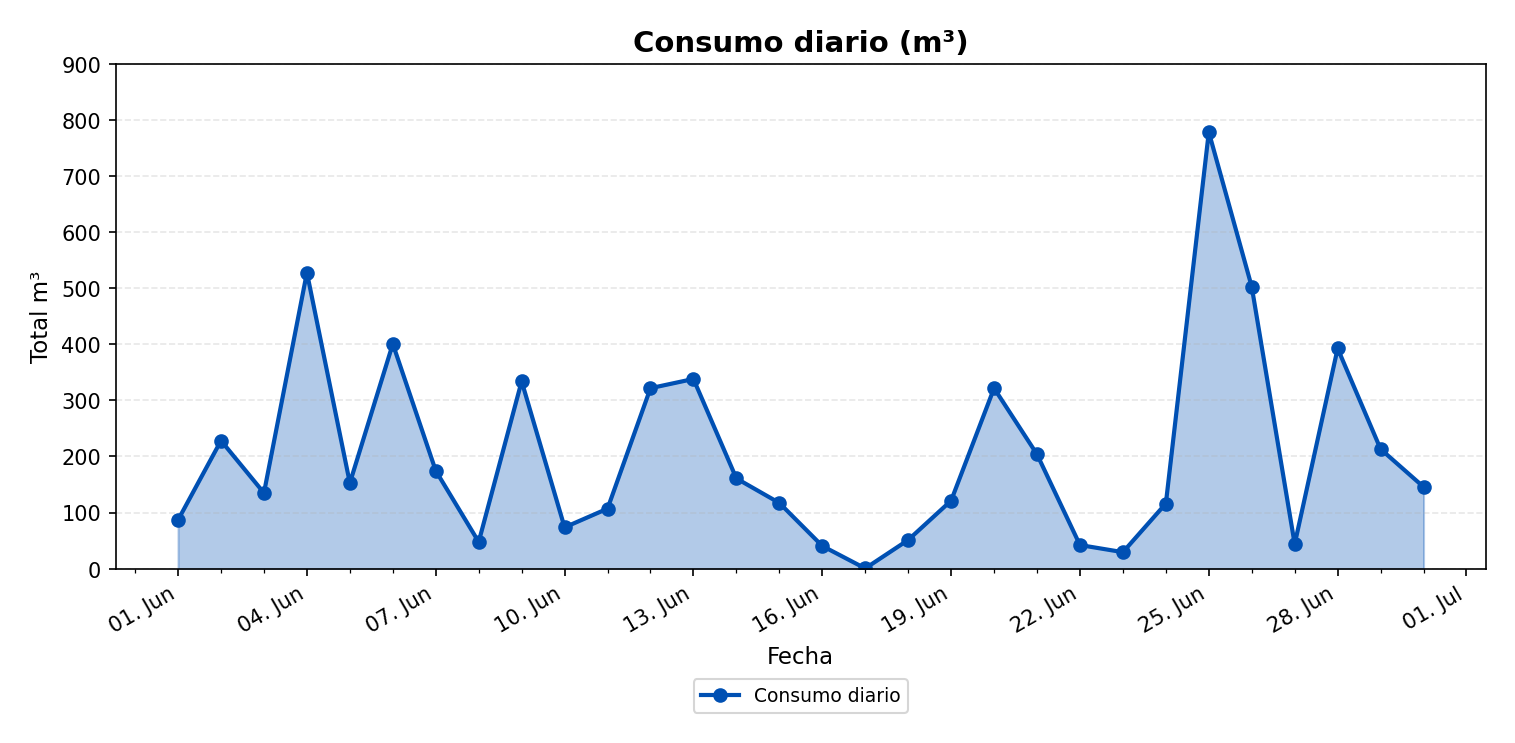 Consumo diario (m³)
900
800
700
600
500
400
300
200
100
0
Total m³
01. Jun
04. Jun
07. Jun
10. Jun
13. Jun
16. Jun
19. Jun
22. Jun
25. Jun
28. Jun
01. Jul
Fecha
Consumo diario